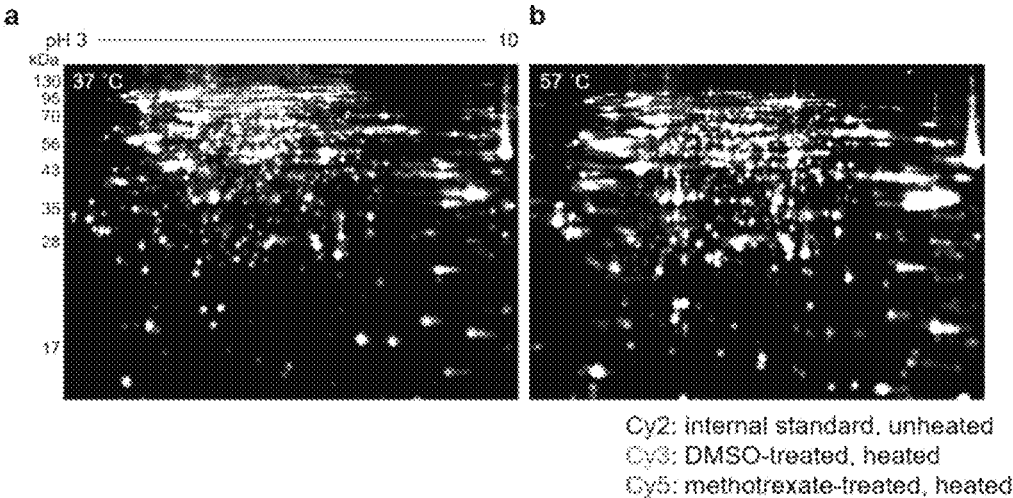 a
b
pH 3 10
kDa
130
95
70
56
43
35
28
17
37 °C
57 °C
Cy2: internal standard, unheated
Cy3: DMSO-treated, heated
Cy5: methotrexate-treated, heated